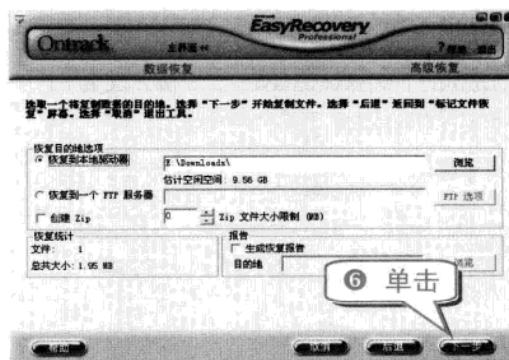 EasyRecovery
Professional
Ontrack
主界面 <<
? 帮助 退出
数据恢复 高级恢复
选取一个将复制数据的目的地。选择“下一步”开始复制文件。选择“后退”返回到“标记文件恢
复”屏幕。选择“取消”退出工具。
恢复目的地选项
恢复到本地驱动器 E:\Downloads\ 浏览
估计空闲空间: 9.56 GB
恢复到一个 FTP 服务器 FTP 选项
创建 Zip 0 Zip 文件大小限制 (MB)
恢复统计 报告
文件: 1 生成恢复报告
总共大小: 1.95 MB 目的地 浏览
❻ 单击
帮助 取消 后退 下一步